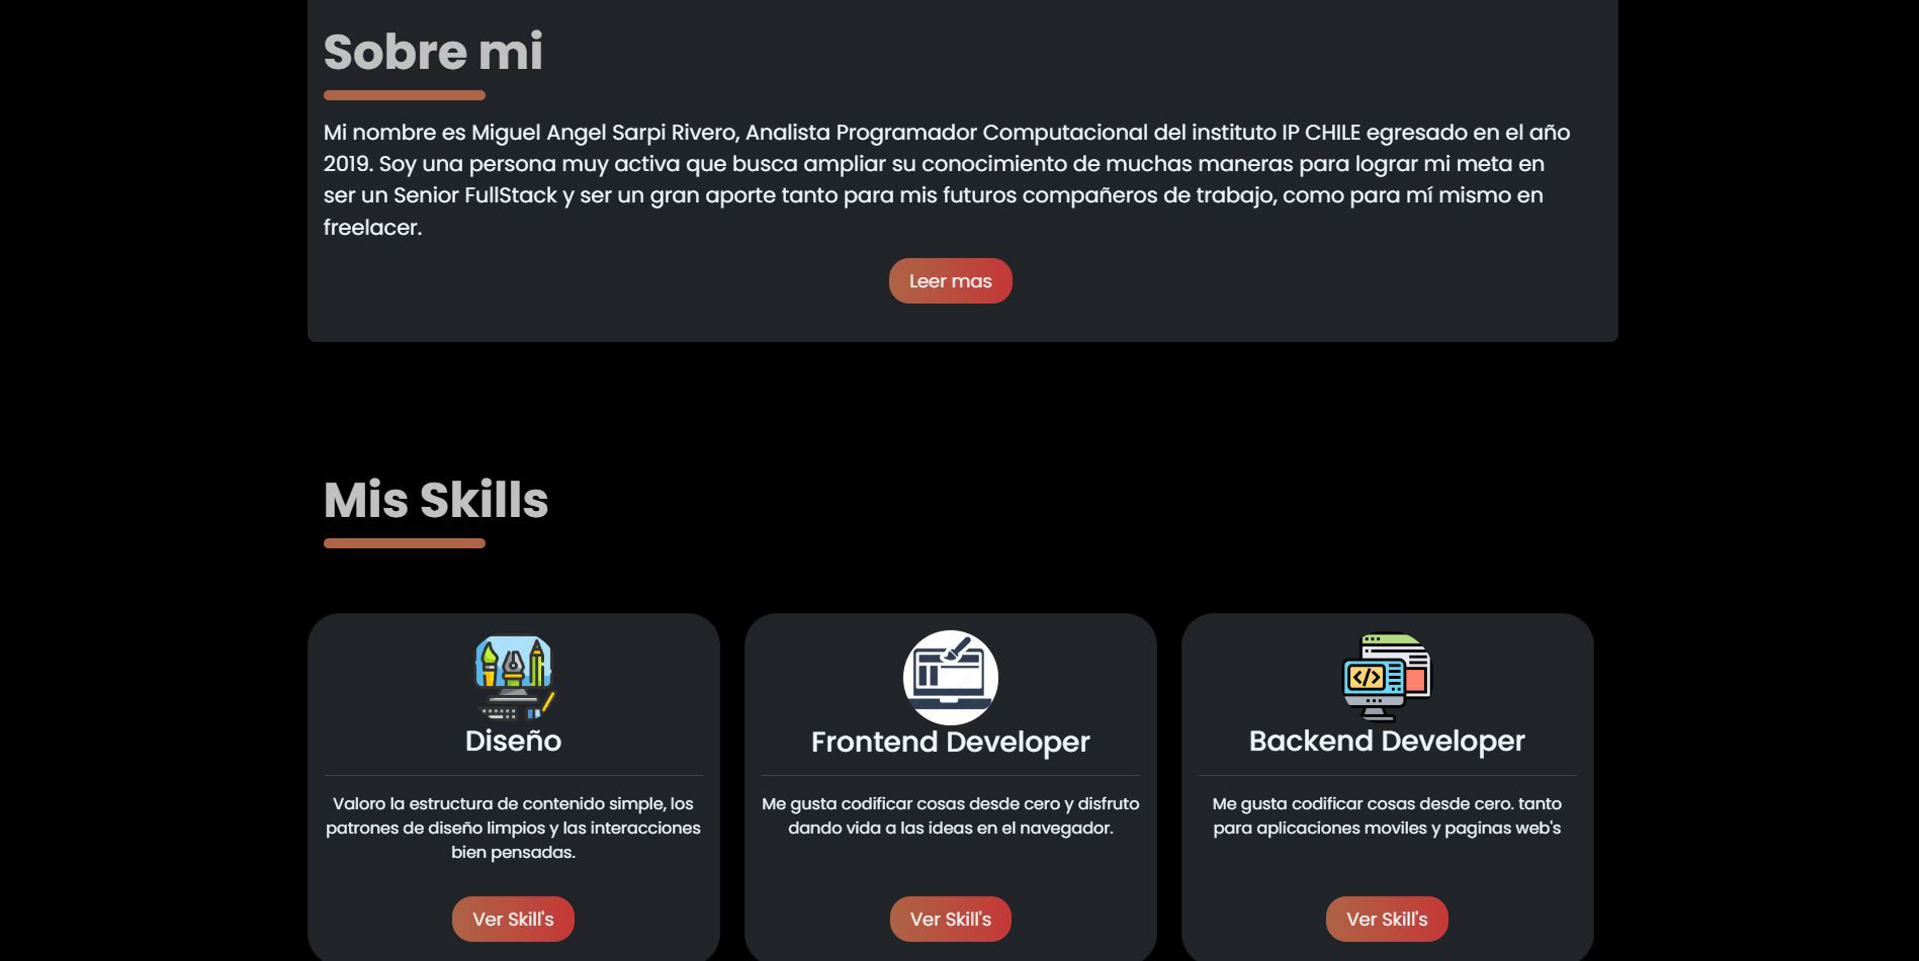 Sobre mi
Mi nombre es Miguel Angel Sarpi Rivero, Analista Programador Computacional del instituto IP CHILE egresado en el año
2019. Soy una persona muy activa que busca ampliar su conocimiento de muchas maneras para lograr mi meta en
ser un Senior FullStack y ser un gran aporte tanto para mis futuros compañeros de trabajo, como para mí mismo en
freelacer.
Leer mas
Mis Skills
Diseño
Valoro la estructura de contenido simple, los
patrones de diseño limpios y las interacciones
bien pensadas.
Ver Skill's
Frontend Developer
Me gusta codificar cosas desde cero y disfruto
dando vida a las ideas en el navegador.
Ver Skill's
</>
Backend Developer
Me gusta codificar cosas desde cero. tanto
para aplicaciones moviles y paginas web's
Ver Skill's